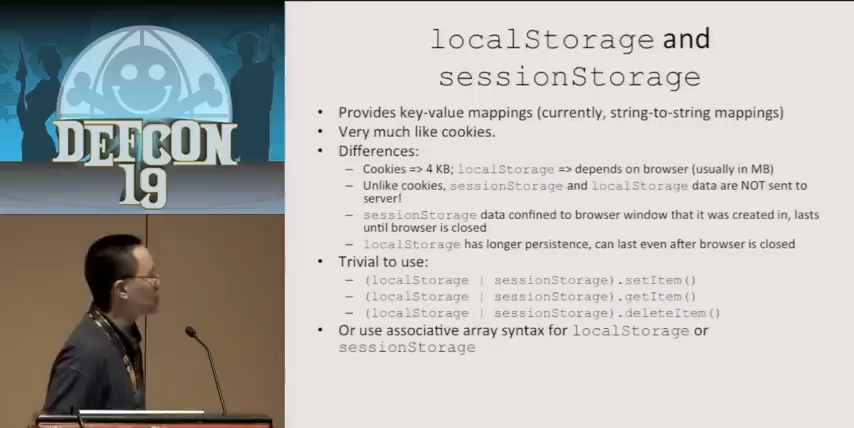 DEFCON
19
localStorage and
sessionStorage
• Provides key-value mappings (currently, string-to-string mappings)
• Very much like cookies.
• Differences:
– Cookies => 4 KB; localStorage => depends on browser (usually in MB)
– Unlike cookies, sessionStorage and localStorage data are NOT sent to
server!
– sessionStorage data confined to browser window that it was created in, lasts
until browser is closed
– localStorage has longer persistence, can last even after browser is closed
• Trivial to use:
– (localStorage | sessionStorage).setItem()
– (localStorage | sessionStorage).getItem()
– (localStorage | sessionStorage).deleteItem()
• Or use associative array syntax for localStorage or
sessionStorage